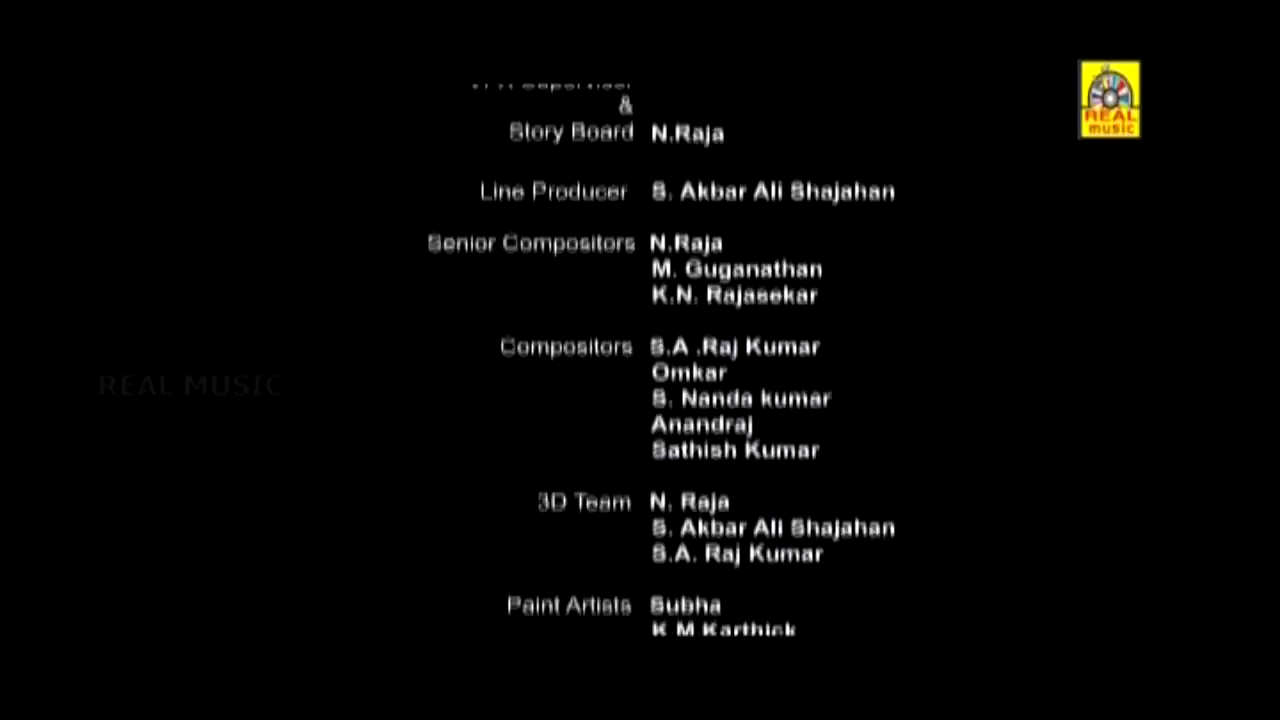 &
Story Board N.Raja
Line Producer S. Akbar Ali Shajahan
Senior Compositors N.Raja
M. Guganathan
K.N. Rajasekar
Compositors S.A .Raj Kumar
Omkar
S. Nanda kumar
Anandraj
Sathish Kumar
3D Team N. Raja
S. Akbar Ali Shajahan
S.A. Raj Kumar
Paint Artists Subha
K M Karthick
REAL MUSIC
REAL
music